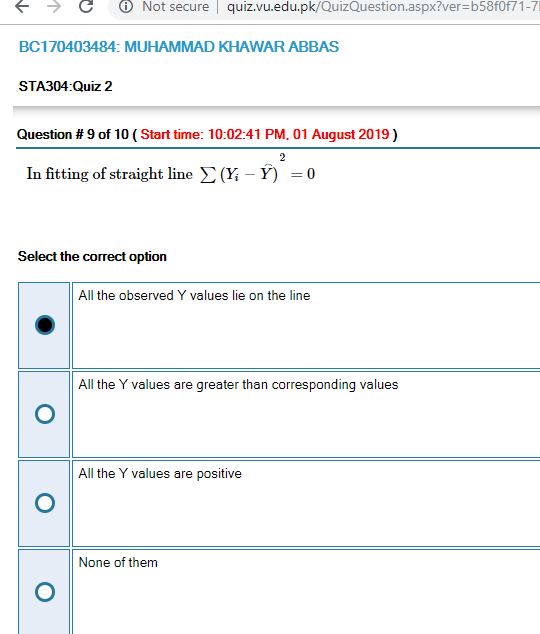 Not secure | quiz.vu.edu.pk/QuizQuestion.aspx?ver=b58f0f71-7
BC170403484: MUHAMMAD KHAWAR ABBAS
STA304:Quiz 2
Question # 9 of 10 ( Start time: 10:02:41 PM, 01 August 2019 )
In fitting of straight line ∑ (Yᵢ − Ŷ)² = 0
Select the correct option
All the observed Y values lie on the line
All the Y values are greater than corresponding values
All the Y values are positive
None of them